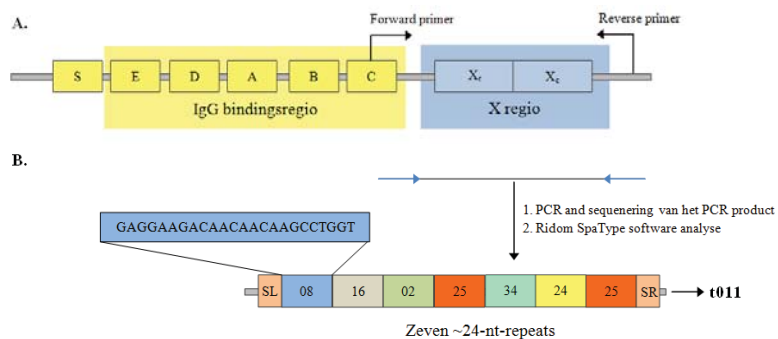 A.
Forward primer
Reverse primer
S E D A B C
Xr Xc
IgG bindingsregio
X regio
B.
1. PCR and sequenering van het PCR product
2. Ridom SpaType software analyse
GAGGAAGACAACAACAAGCCTGGT
SL 08 16 02 25 34 24 25 SR t011
Zeven ~24-nt-repeats